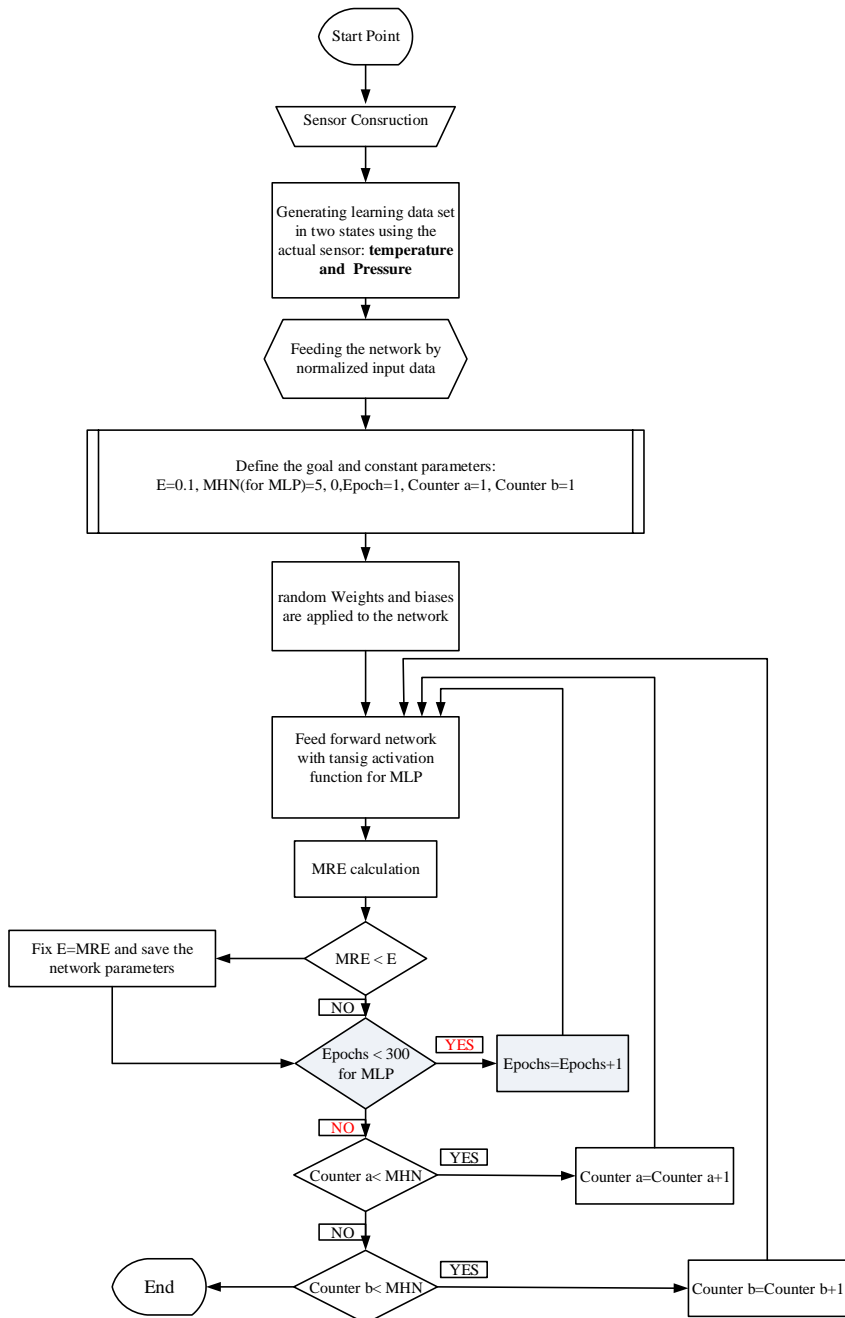 Start Point
Sensor Consruction
Generating learning data set
in two states using the
actual sensor: temperature
and Pressure
Feeding the network by
normalized input data
Define the goal and constant parameters:
E=0.1, MHN(for MLP)=5, 0,Epoch=1, Counter a=1, Counter b=1
random Weights and biases
are applied to the network
Feed forward network
with tansig activation
function for MLP
MRE calculation
MRE < E
Fix E=MRE and save the
network parameters
NO
Epochs < 300
for MLP
YES
Epochs=Epochs+1
NO
Counter a< MHN
YES
Counter a=Counter a+1
NO
Counter b< MHN
YES
Counter b=Counter b+1
End